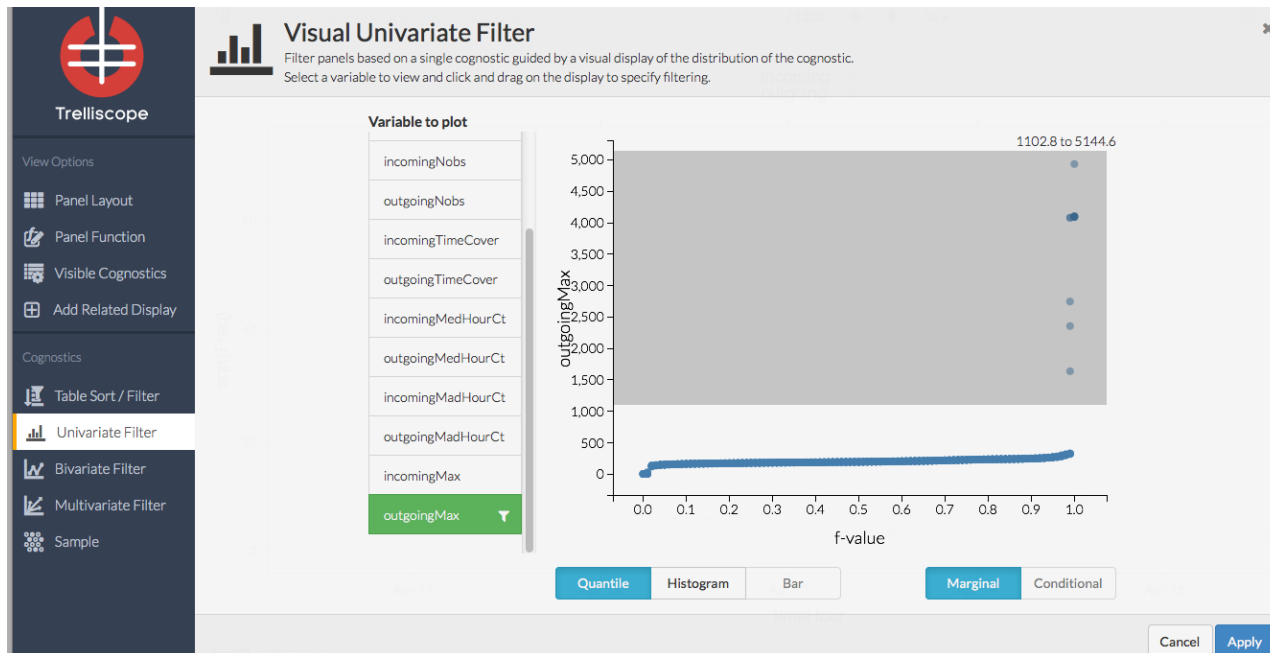 Trelliscope
View Options
Panel Layout
Panel Function
Visible Cognostics
Add Related Display
Cognostics
Table Sort / Filter
Univariate Filter
Bivariate Filter
Multivariate Filter
Sample
Visual Univariate Filter
Filter panels based on a single cognostic guided by a visual display of the distribution of the cognostic.
Select a variable to view and click and drag on the display to specify filtering.
Variable to plot
incomingNobs
outgoingNobs
incomingTimeCover
outgoingTimeCover
incomingMedHourCt
outgoingMedHourCt
incomingMadHourCt
outgoingMadHourCt
incomingMax
outgoingMax
1102.8 to 5144.6
outgoingMax
5,000
4,500
4,000
3,500
3,000
2,500
2,000
1,500
1,000
500
0
0.0 0.1 0.2 0.3 0.4 0.5 0.6 0.7 0.8 0.9 1.0
f-value
Quantile Histogram Bar
Marginal Conditional
Cancel Apply